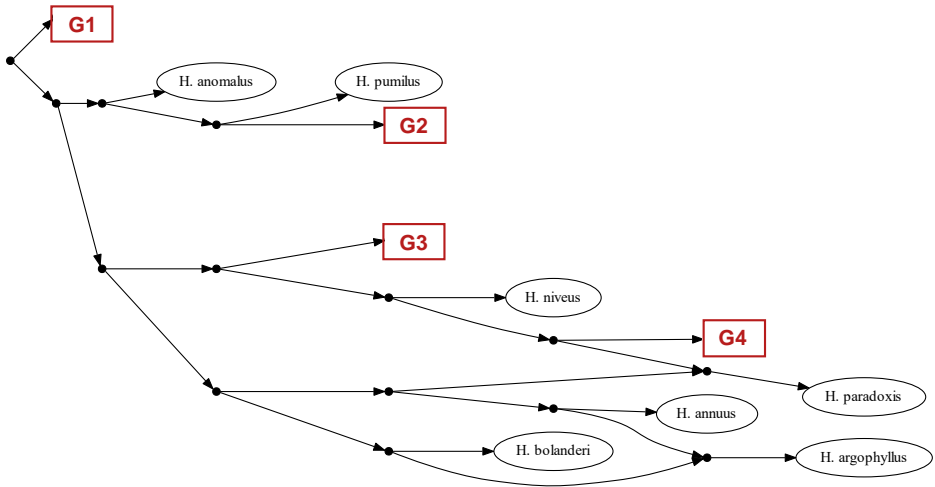 G1
H. anomalus
H. pumilus
G2
G3
H. niveus
G4
H. paradoxis
H. annuus
H. bolanderi
H. argophyllus